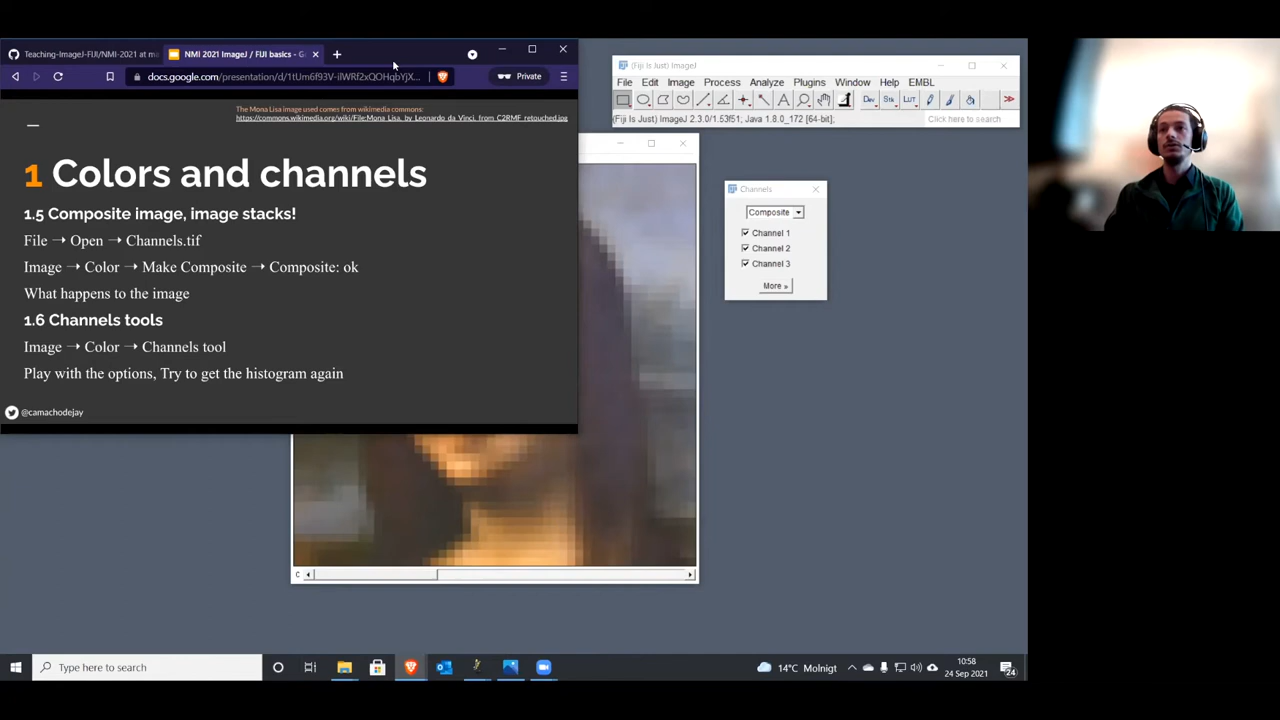 Teaching-ImageJ-FIJI/NMI-2021 at ma
NMI 2021 ImageJ / FIJI basics - G
docs.google.com/presentation/d/1tUm6f93V-ilWRf2xQOHqbYjX...
Private
The Mona Lisa image used comes from wikimedia commons:
https://commons.wikimedia.org/wiki/File:Mona_Lisa,_by_Leonardo_da_Vinci,_from_C2RMF_retouched.jpg
1 Colors and channels
1.5 Composite image, image stacks!
File → Open → Channels.tif
Image → Color → Make Composite → Composite: ok
What happens to the image
1.6 Channels tools
Image → Color → Channels tool
Play with the options, Try to get the histogram again
@camachodejay
(Fiji Is Just) ImageJ
File Edit Image Process Analyze Plugins Window Help EMBL
Dev Stk LUT
(Fiji Is Just) ImageJ 2.3.0/1.53f51; Java 1.8.0_172 [64-bit];
Click here to search
Channels
Composite
Channel 1
Channel 2
Channel 3
More »
C
Type here to search
14°C Molnigt
10:58
24 Sep 2021
24